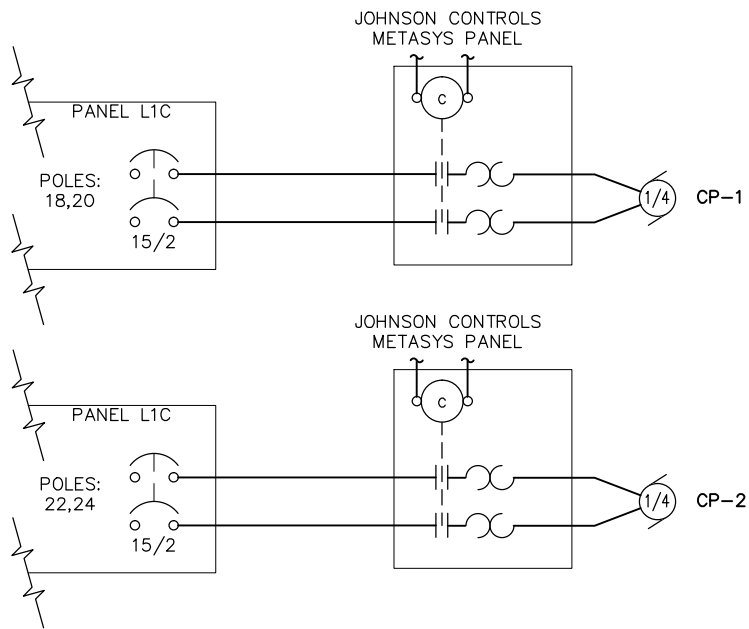 JOHNSON CONTROLS
METASYS PANEL
C
PANEL L1C
POLES:
18,20
15/2
1/4
CP-1
JOHNSON CONTROLS
METASYS PANEL
C
PANEL L1C
POLES:
22,24
15/2
1/4
CP-2